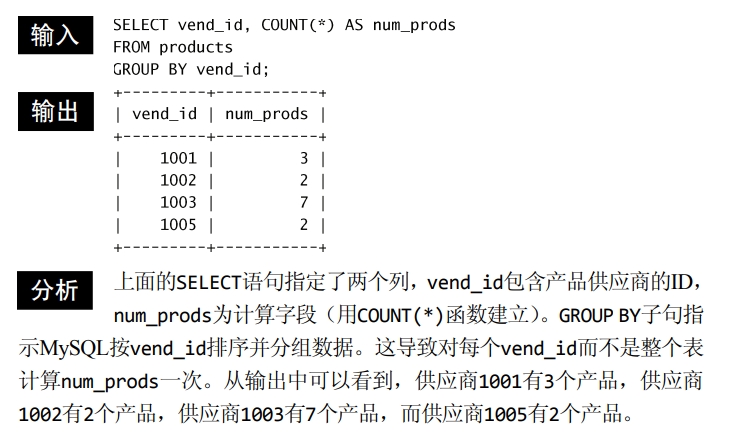 输入
SELECT vend_id, COUNT(*) AS num_prods
FROM products
GROUP BY vend_id;
输出
+---------+-----------+
| vend_id | num_prods |
+---------+-----------+
|    1001 |         3 |
|    1002 |         2 |
|    1003 |         7 |
|    1005 |         2 |
+---------+-----------+
分析
上面的SELECT语句指定了两个列，vend_id包含产品供应商的ID，
num_prods为计算字段（用COUNT(*)函数建立）。GROUP BY子句指
示MySQL按vend_id排序并分组数据。这导致对每个vend_id而不是整个表
计算num_prods一次。从输出中可以看到，供应商1001有3个产品，供应商
1002有2个产品，供应商1003有7个产品，而供应商1005有2个产品。